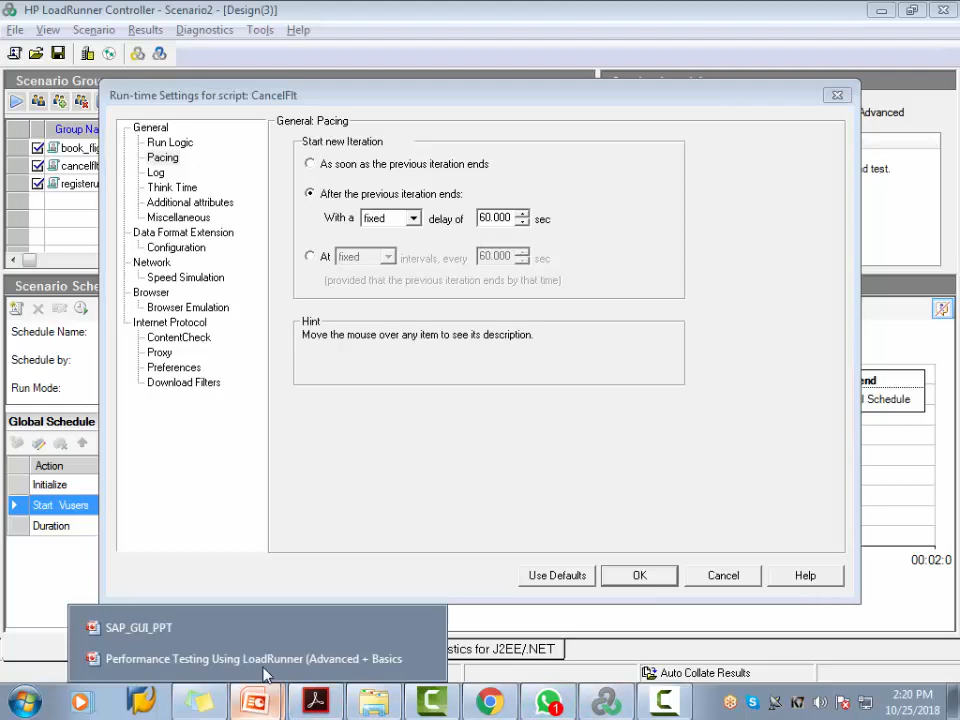 HP LoadRunner Controller - Scenario2 - [Design(3)]
File View Scenario Results Diagnostics Tools Help
Scenario Grou
Group Na
book_fli
cancelflt
registeru
Run-time Settings for script: CancelFlt
General
Run Logic
Pacing
Log
Think Time
Additional attributes
Miscellaneous
Data Format Extension
Configuration
Network
Speed Simulation
Browser
Browser Emulation
Internet Protocol
ContentCheck
Proxy
Preferences
Download Filters
General: Pacing
Start new Iteration
As soon as the previous iteration ends
After the previous iteration ends:
With a fixed delay of 60.000 sec
At fixed intervals, every 60.000 sec
(provided that the previous iteration ends by that time)
Hint
Move the mouse over any item to see its description.
Use Defaults OK Cancel Help
Advanced
nd test.
Scenario Sche
Schedule Name:
Schedule by:
Run Mode:
Global Schedule
Action
Initialize
Start Vusers
Duration
end
al Schedule
00:02:0
SAP_GUI_PPT
Performance Testing Using LoadRunner (Advanced + Basics
stics for J2EE/.NET
Auto Collate Results
1
2:20 PM
10/25/2018